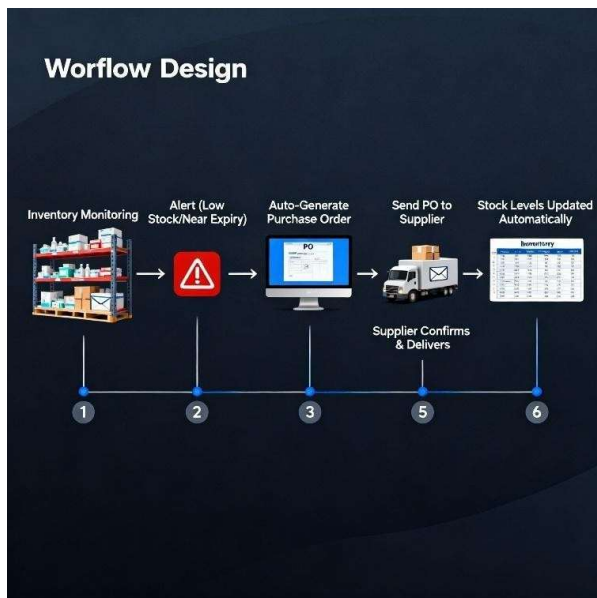 Worflow Design
Inventory Monitoring
Alert (Low
Stock/Near Expiry)
Auto-Generate
Purchase Order
Send PO to
Supplier
Stock Levels Updated
Automatically
PO
Supplier Confirms
& Delivers
1
2
3
5
6